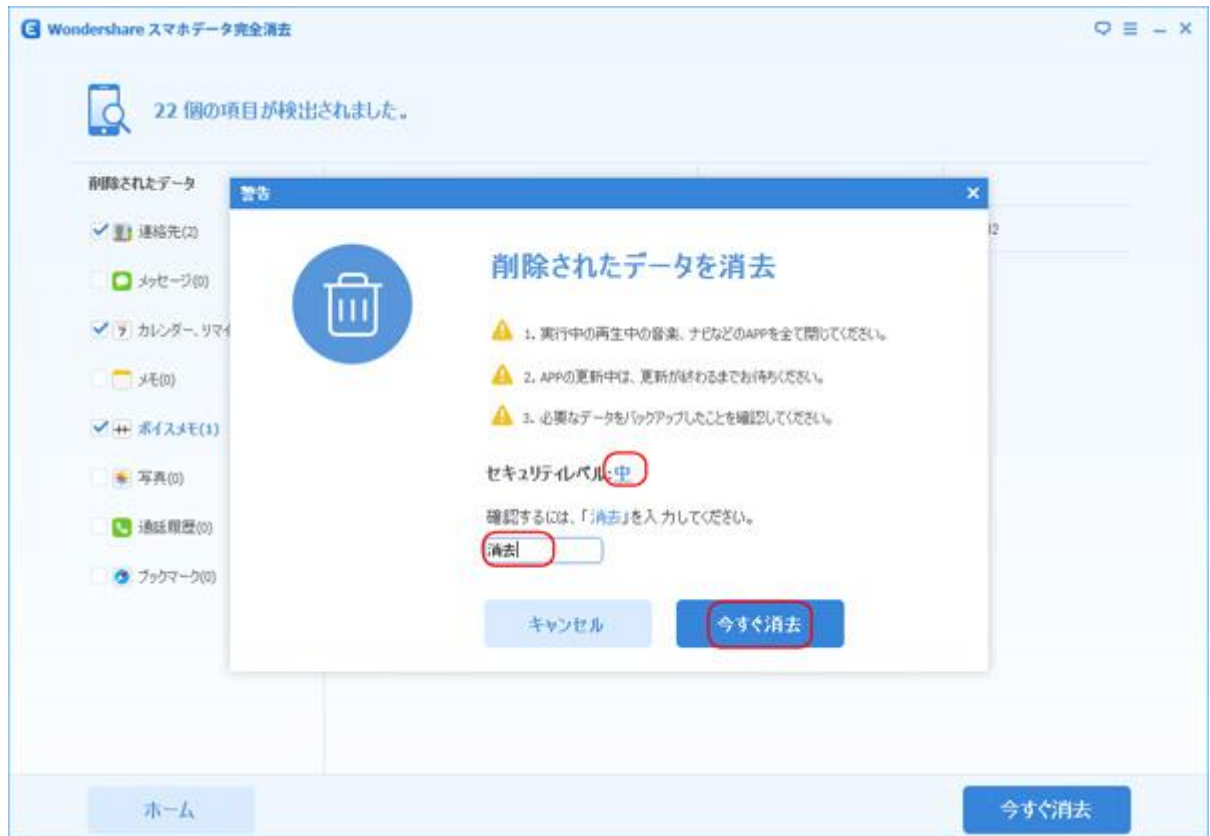 Wondershare スマホデータ完全消去
22 個の項目が検出されました。
削除されたデータ
連絡先(2)
メッセージ(0)
カレンダー、リマイ
メモ(0)
ボイスメモ(1)
写真(0)
通話履歴(0)
ブックマーク(0)
警告
削除されたデータを消去
1. 実行中の再生中の音楽、ナビなどのAPPを全て閉じてください。
2. APPの更新中は、更新が終わるまでお待ちください。
3. 必要なデータをバックアップしたことを確認してください。
セキュリティレベル:中
確認するには、「消去」を入力してください。
消去
キャンセル
今すぐ消去
ホーム
今すぐ消去